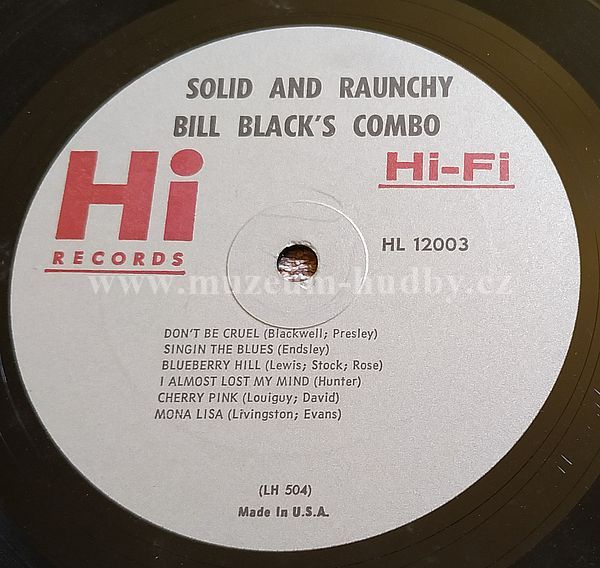 SOLID AND RAUNCHY
BILL BLACK'S COMBO
Hi
RECORDS
Hi-Fi
HL 12003
www.muzeum-hudby.cz
DON'T BE CRUEL (Blackwell; Presley)
SINGIN THE BLUES (Endsley)
BLUEBERRY HILL (Lewis; Stock; Rose)
I ALMOST LOST MY MIND (Hunter)
CHERRY PINK (Louiguy; David)
MONA LISA (Livingston; Evans)
(LH 504)
Made In U.S.A.